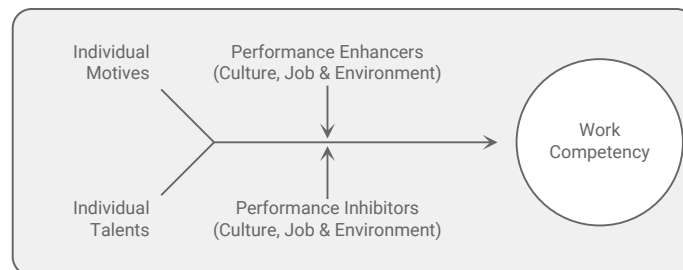 Individual
Motives
Performance Enhancers
(Culture, Job & Environment)
Work
Competency
Individual
Talents
Performance Inhibitors
(Culture, Job & Environment)